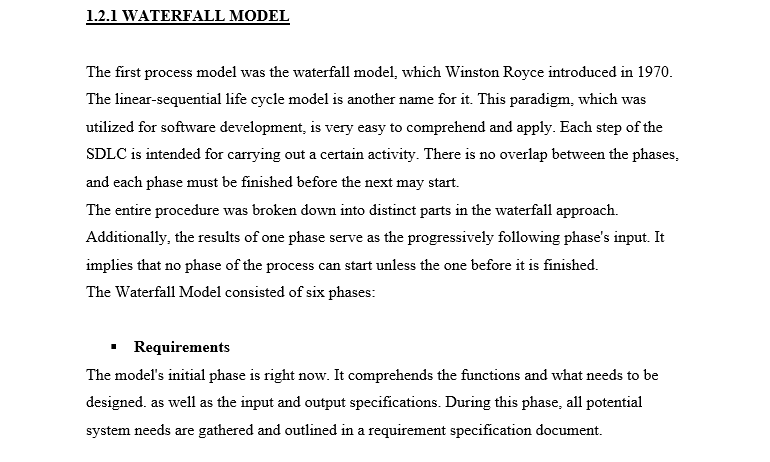 1.2.1 WATERFALL MODEL
The first process model was the waterfall model, which Winston Royce introduced in 1970.
The linear-sequential life cycle model is another name for it. This paradigm, which was
utilized for software development, is very easy to comprehend and apply. Each step of the
SDLC is intended for carrying out a certain activity. There is no overlap between the phases,
and each phase must be finished before the next may start.
The entire procedure was broken down into distinct parts in the waterfall approach.
Additionally, the results of one phase serve as the progressively following phase's input. It
implies that no phase of the process can start unless the one before it is finished.
The Waterfall Model consisted of six phases:
▪ Requirements
The model's initial phase is right now. It comprehends the functions and what needs to be
designed. as well as the input and output specifications. During this phase, all potential
system needs are gathered and outlined in a requirement specification document.